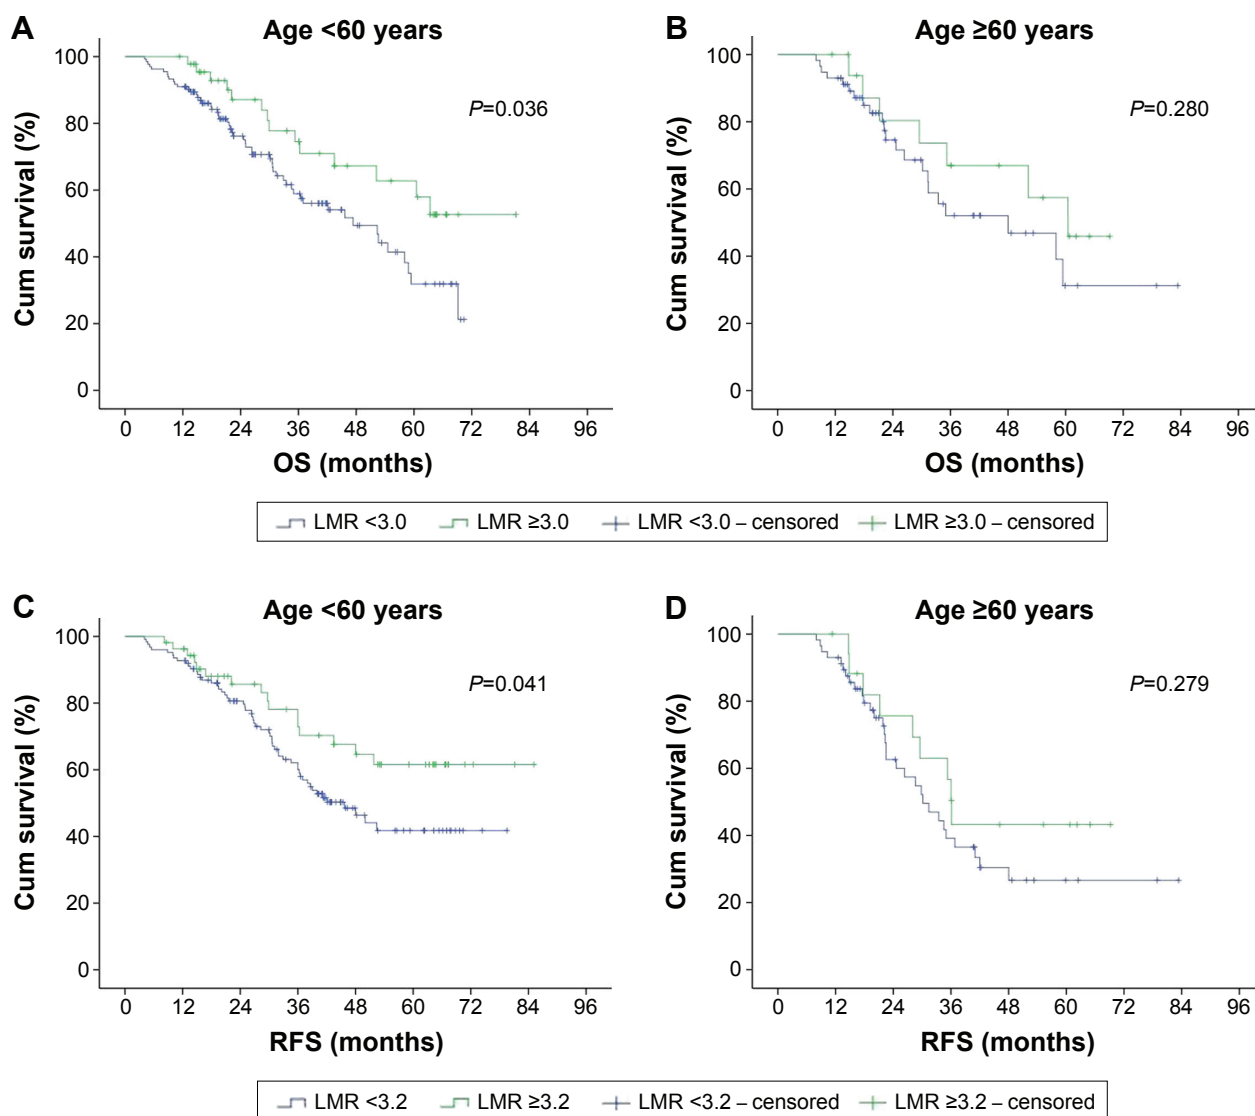 A
Age <60 years
P=0.036
Cum survival (%)
100
80
60
40
20
0
0 12 24 36 48 60 72 84 96
OS (months)
B
Age ≥60 years
P=0.280
Cum survival (%)
100
80
60
40
20
0
0 12 24 36 48 60 72 84 96
OS (months)
LMR <3.0 LMR ≥3.0 LMR <3.0 – censored LMR ≥3.0 – censored
C
Age <60 years
P=0.041
Cum survival (%)
100
80
60
40
20
0
0 12 24 36 48 60 72 84 96
RFS (months)
D
Age ≥60 years
P=0.279
Cum survival (%)
100
80
60
40
20
0
0 12 24 36 48 60 72 84 96
RFS (months)
LMR <3.2 LMR ≥3.2 LMR <3.2 – censored LMR ≥3.2 – censored